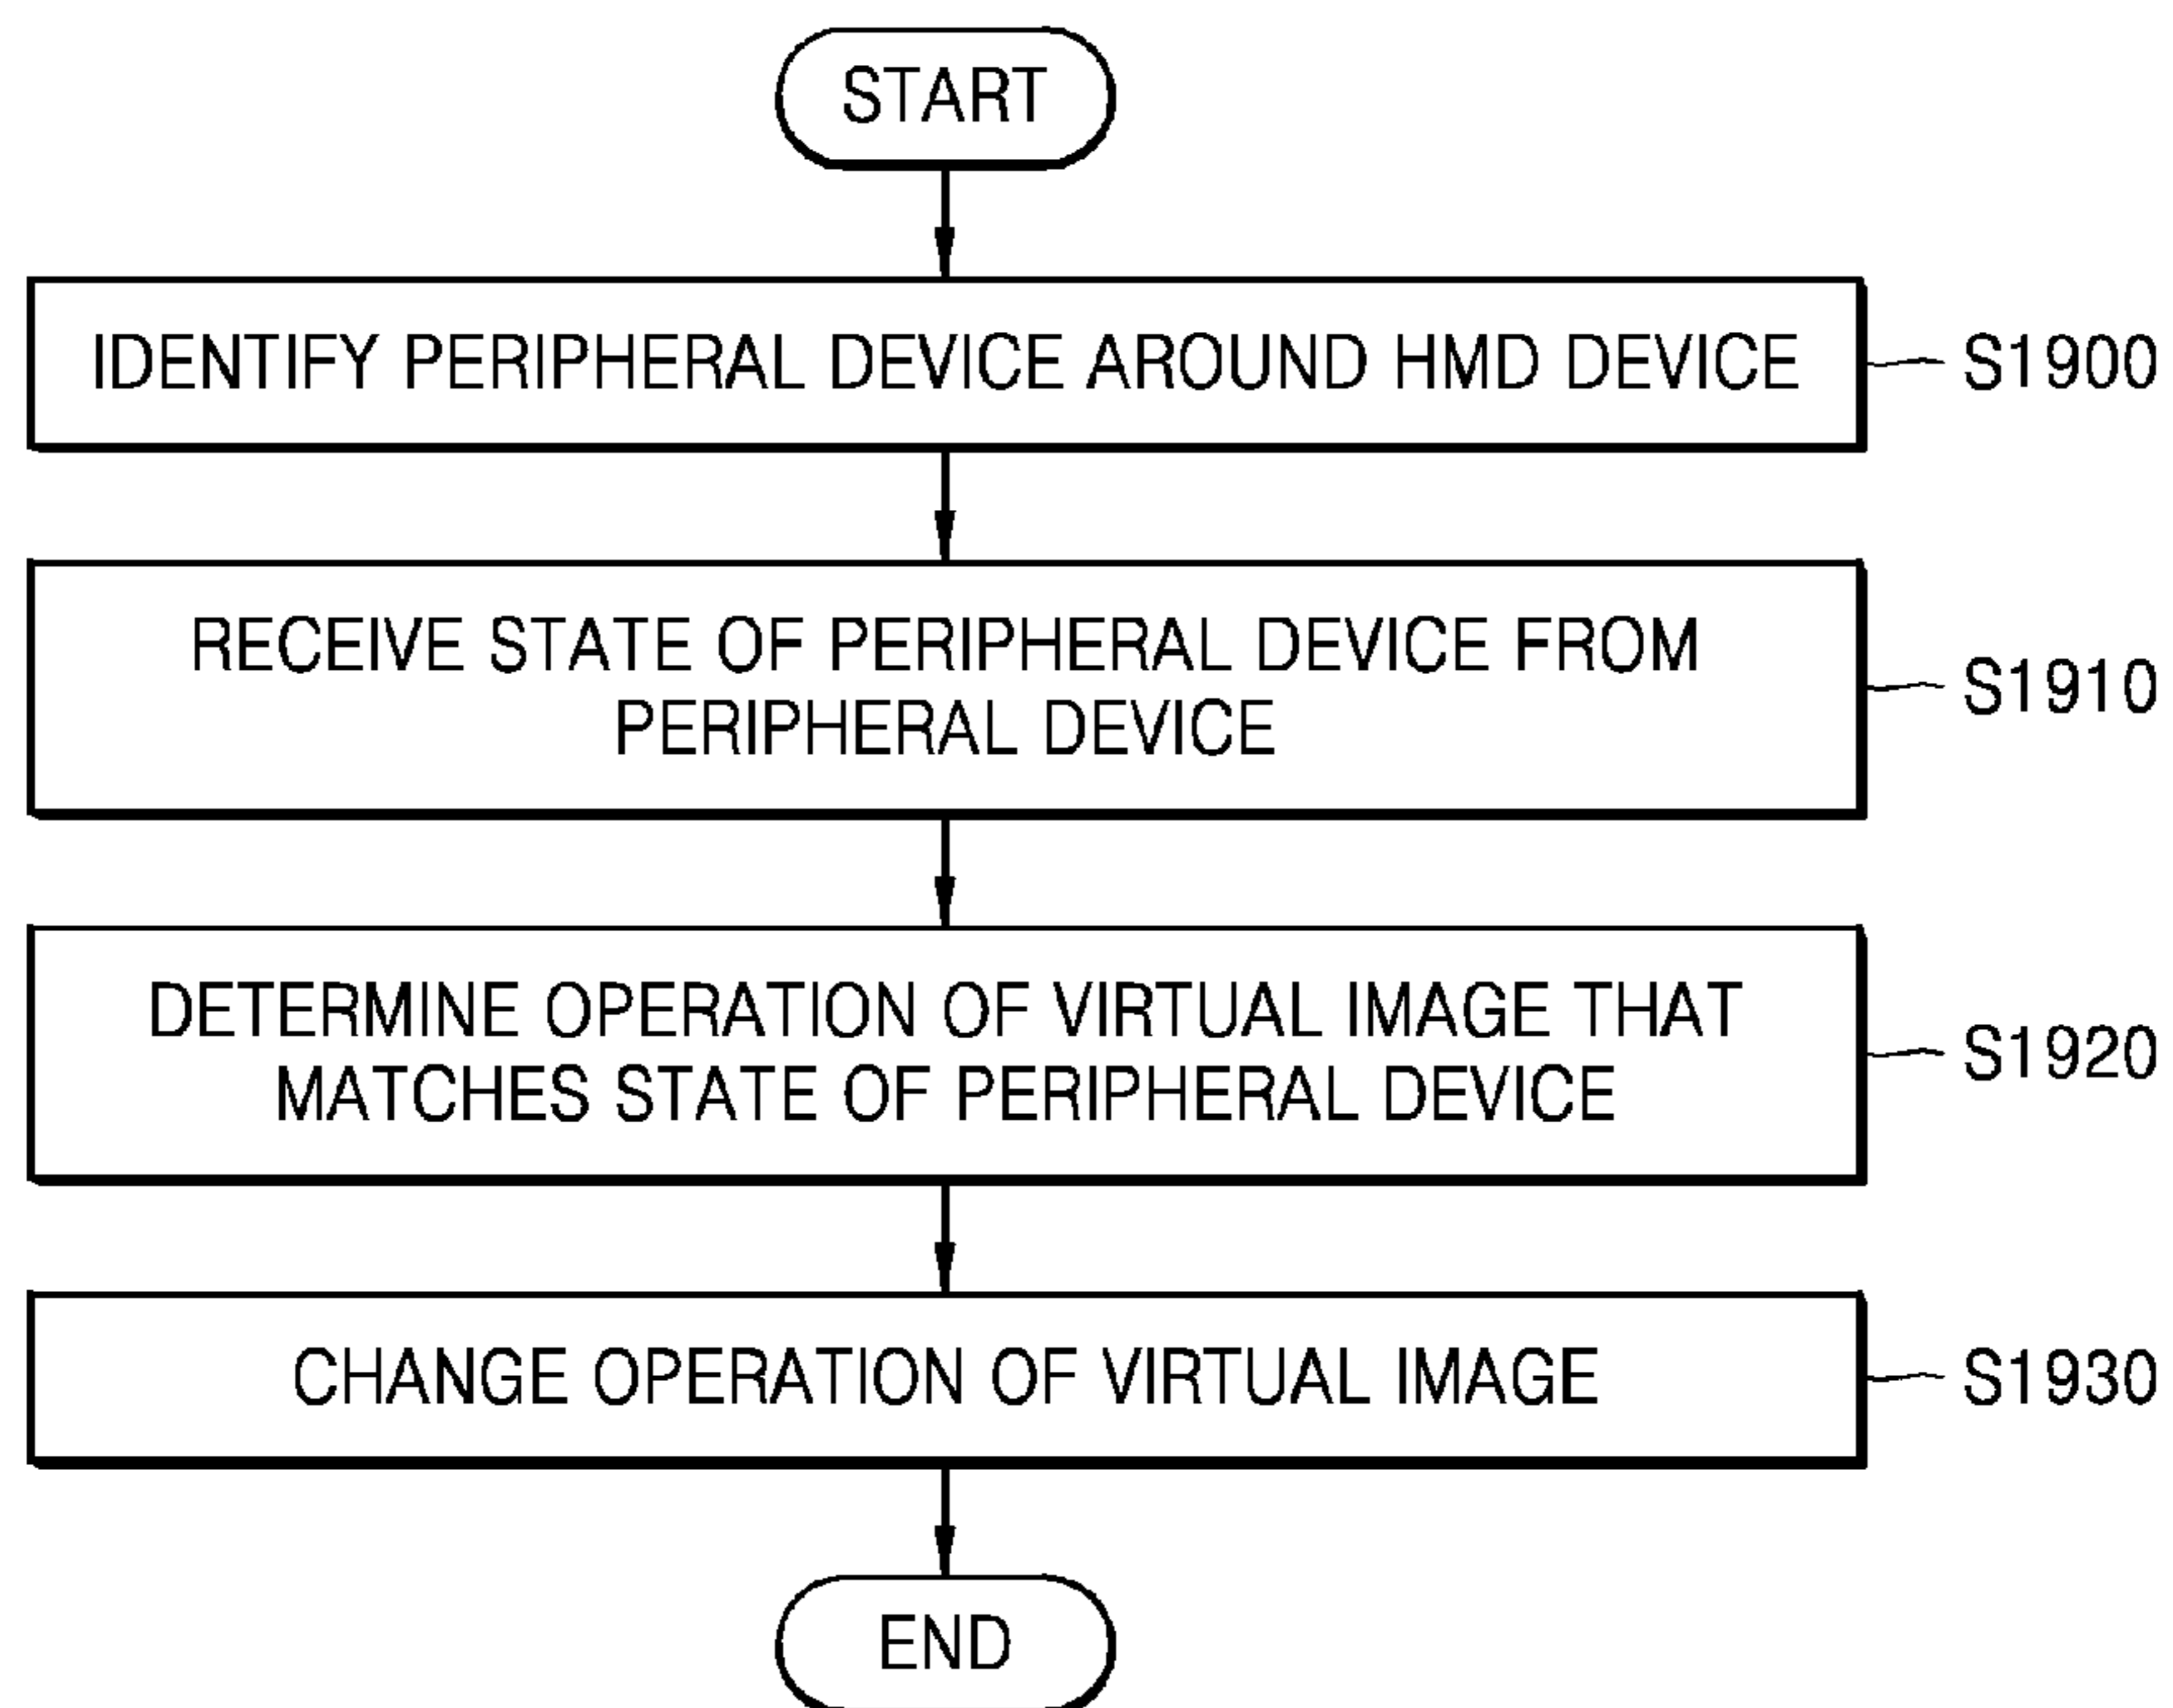 START
IDENTIFY PERIPHERAL DEVICE AROUND HMD DEVICE
S1900
RECEIVE STATE OF PERIPHERAL DEVICE FROM
PERIPHERAL DEVICE
S1910
DETERMINE OPERATION OF VIRTUAL IMAGE THAT
MATCHES STATE OF PERIPHERAL DEVICE
S1920
CHANGE OPERATION OF VIRTUAL IMAGE
S1930
END